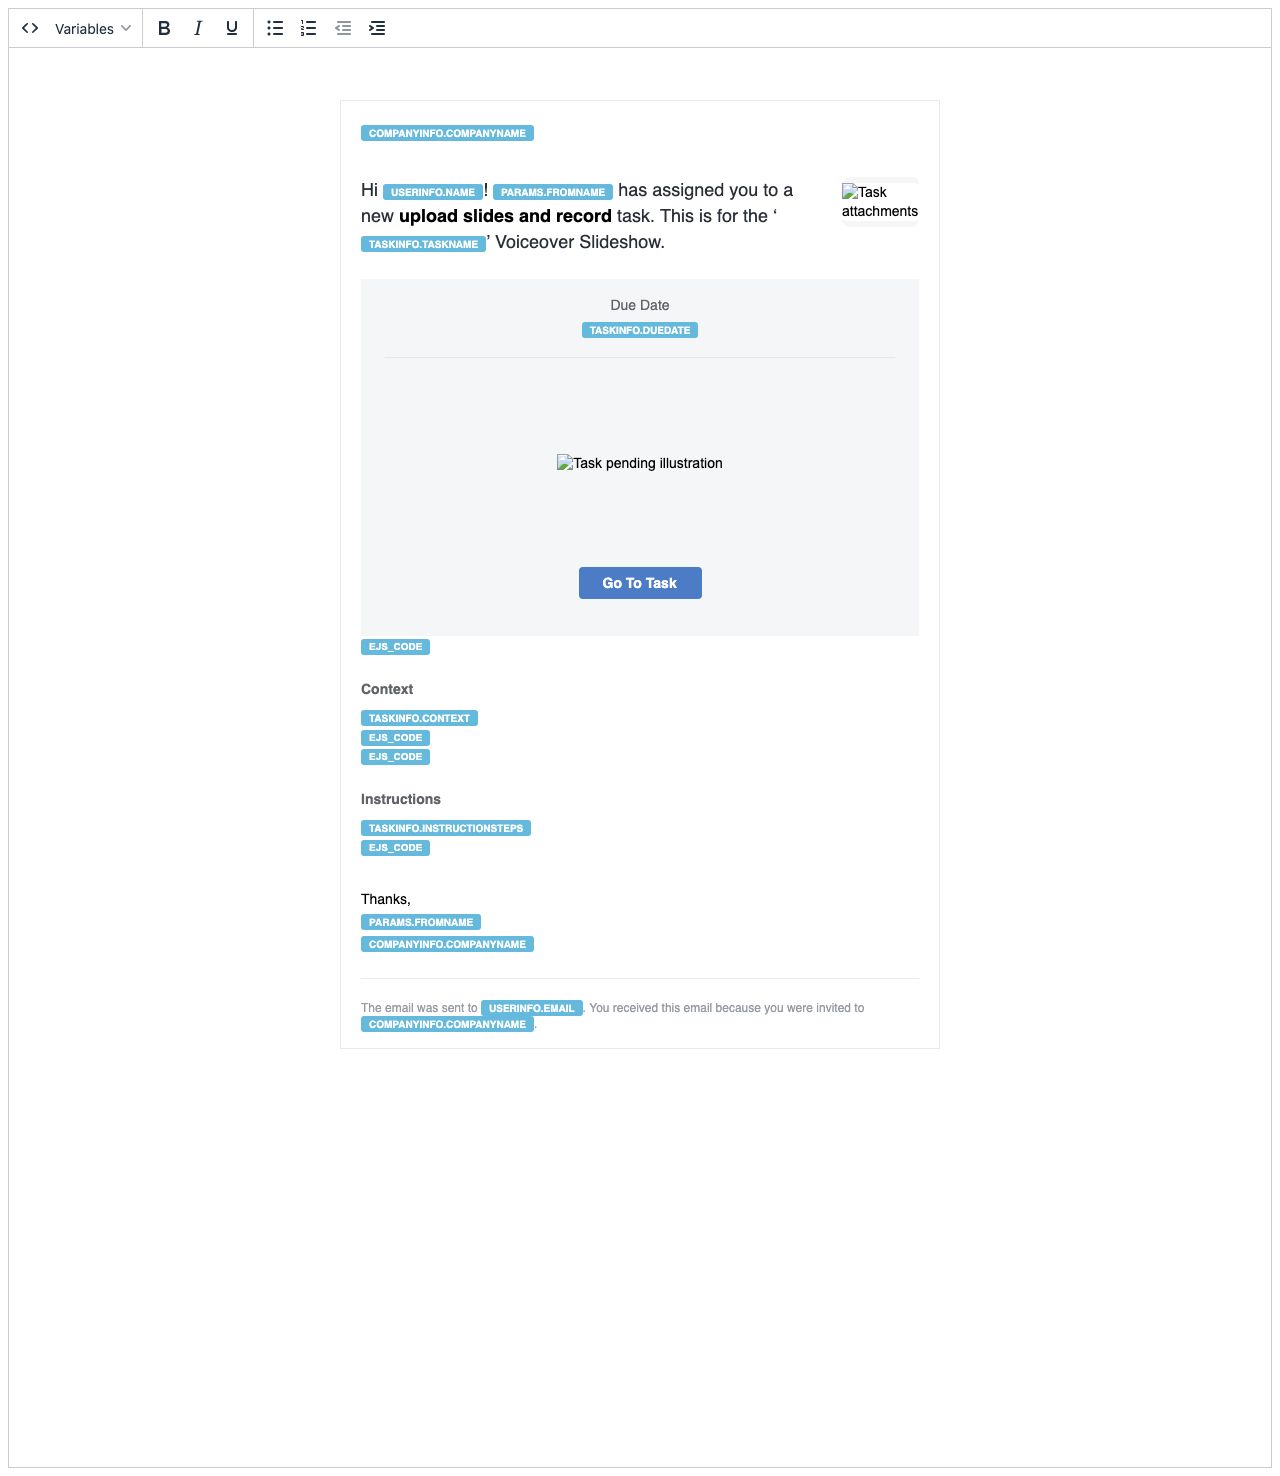 Variables B I U
COMPANYINFO.COMPANYNAME
Hi USERINFO.NAME! PARAMS.FROMNAME has assigned you to a
new upload slides and record task. This is for the ‘
TASKINFO.TASKNAME’ Voiceover Slideshow.
Task
attachments
Due Date
TASKINFO.DUEDATE
Task pending illustration
Go To Task
EJS_CODE
Context
TASKINFO.CONTEXT
EJS_CODE
EJS_CODE
Instructions
TASKINFO.INSTRUCTIONSTEPS
EJS_CODE
Thanks,
PARAMS.FROMNAME
COMPANYINFO.COMPANYNAME
The email was sent to USERINFO.EMAIL. You received this email because you were invited to
COMPANYINFO.COMPANYNAME.